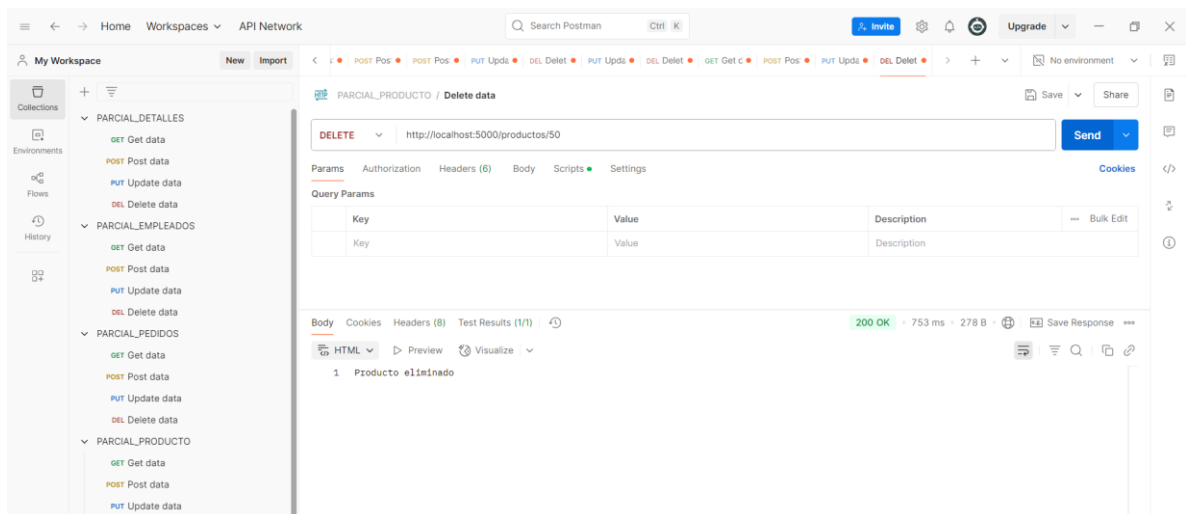 Home Workspaces API Network Search Postman Ctrl K Invite Upgrade
My Workspace New Import
POST Pos POST Pos PUT Upda DEL Delet PUT Upda DEL Delet GET Get c POST Pos PUT Upda DEL Delet No environment
Collections
Environments
Flows
History
PARCIAL_DETALLES
GET Get data
POST Post data
PUT Update data
DEL Delete data
PARCIAL_EMPLEADOS
GET Get data
POST Post data
PUT Update data
DEL Delete data
PARCIAL_PEDIDOS
GET Get data
POST Post data
PUT Update data
DEL Delete data
PARCIAL_PRODUCTO
GET Get data
POST Post data
PUT Update data
HTTP PARCIAL_PRODUCTO / Delete data Save Share
DELETE http://localhost:5000/productos/50 Send
Params Authorization Headers (6) Body Scripts Settings Cookies
Query Params
Key Value Description Bulk Edit
Key Value Description
Body Cookies Headers (8) Test Results (1/1) 200 OK 753 ms 278 B Save Response
HTML Preview Visualize
1 Producto eliminado